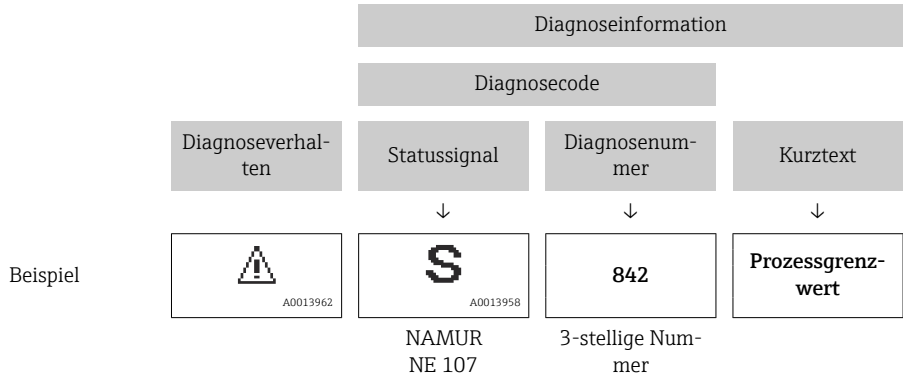 Diagnoseinformation
Diagnosecode
Diagnoseverhal-
ten
Statussignal
Diagnosenum-
mer
Kurztext
↓ ↓ ↓
Beispiel
A0013962
S
A0013958
842
Prozessgrenz-
wert
NAMUR
NE 107
3-stellige Num-
mer